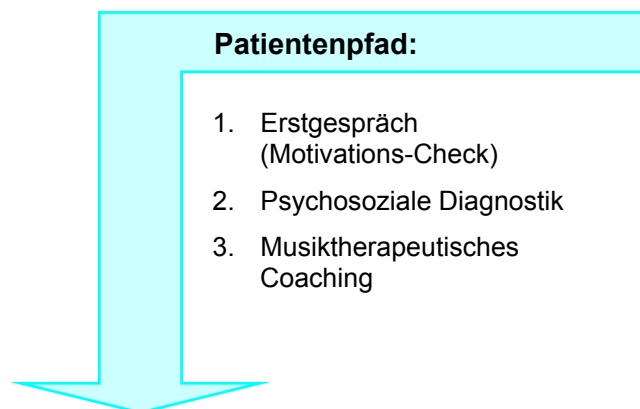 Patientenpfad:
1. Erstgespräch
(Motivations-Check)
2. Psychosoziale Diagnostik
3. Musiktherapeutisches
Coaching